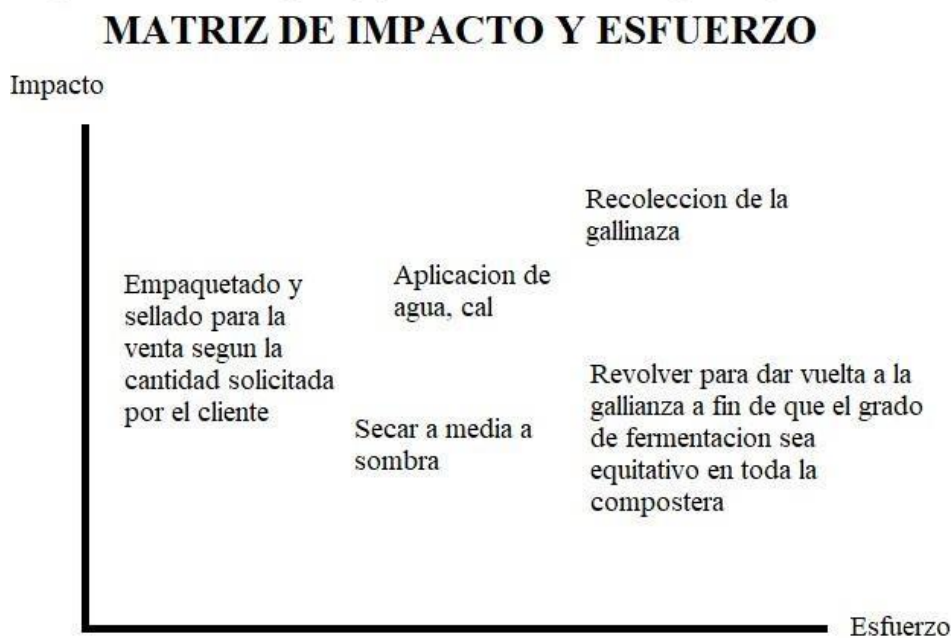 MATRIZ DE IMPACTO Y ESFUERZO
Impacto
Recoleccion de la
gallinaza
Aplicacion de
agua, cal
Empaquetado y
sellado para la
venta segun la
cantidad solicitada
por el cliente
Revolver para dar vuelta a la
gallianza a fin de que el grado
de fermentacion sea
equitativo en toda la
compostera
Secar a media a
sombra
Esfuerzo